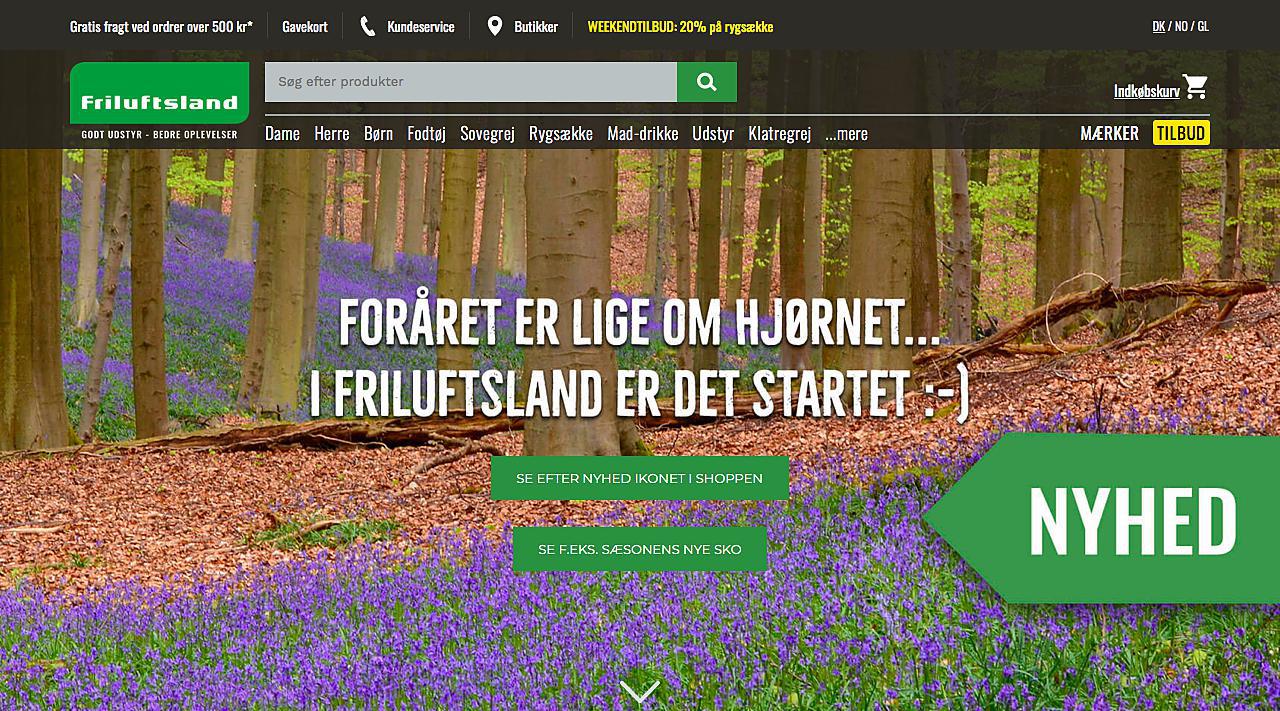 Gratis fragt ved ordrer over 500 kr*
Gavekort
Kundeservice
Butikker
WEEKENDTILBUD: 20% på rygsække
DK / NO / GL
Friluftsland
GODT UDSTYR - BEDRE OPLEVELSER
Søg efter produkter
Indkøbskurv
Dame Herre Børn Fodtøj Sovegrej Rygsække Mad-drikke Udstyr Klatregrej ...mere
MÆRKER TILBUD
FORÅRET ER LIGE OM HJØRNET...
I FRILUFTSLAND ER DET STARTET :-)
SE EFTER NYHED IKONET I SHOPPEN
NYHED
SE F.EKS. SÆSONENS NYE SKO